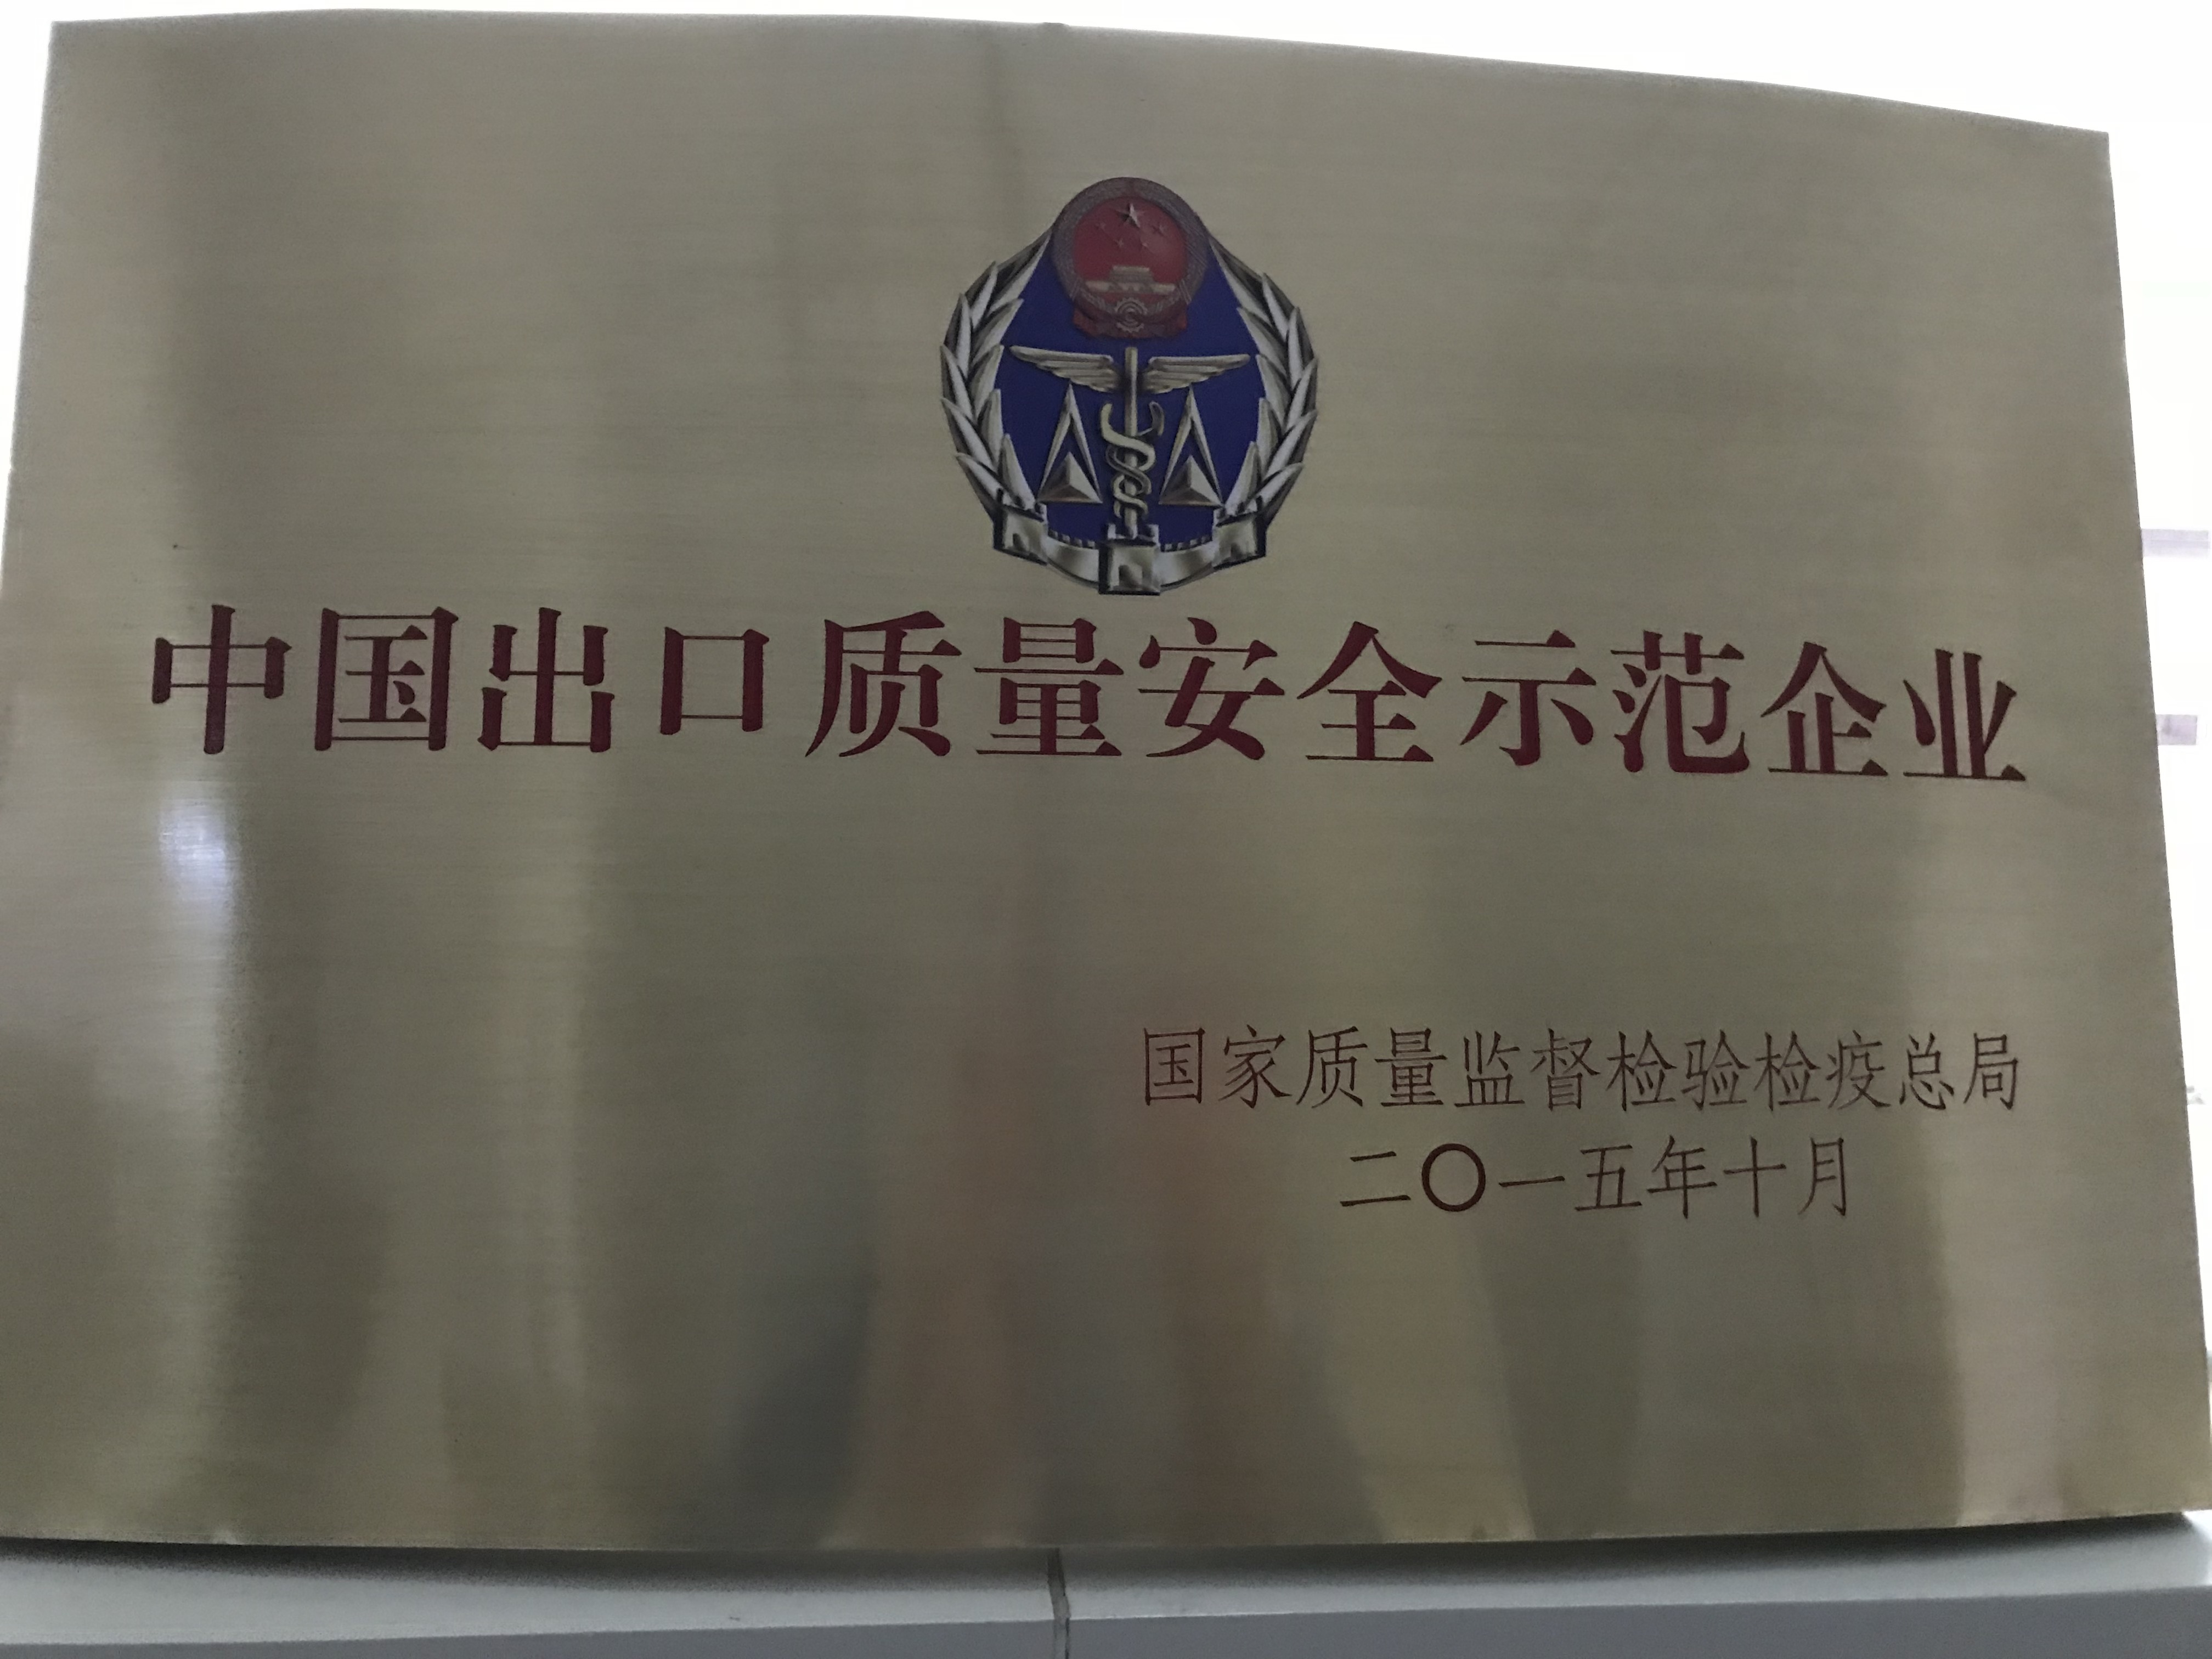 中国出口质量安全示范企业
国家质量监督检验检疫总局
二〇一五年十月